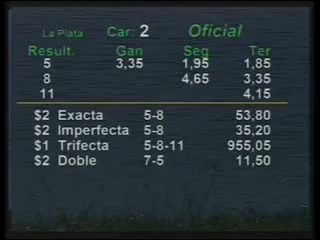 La Plata Car: 2 Oficial
Result. Gan Seg Ter
5 3,35 1,95 1,85
8 4,65 3,35
11 4,15
$2 Exacta 5-8 53,80
$2 Imperfecta 5-8 35,20
$1 Trifecta 5-8-11 955,05
$2 Doble 7-5 11,50